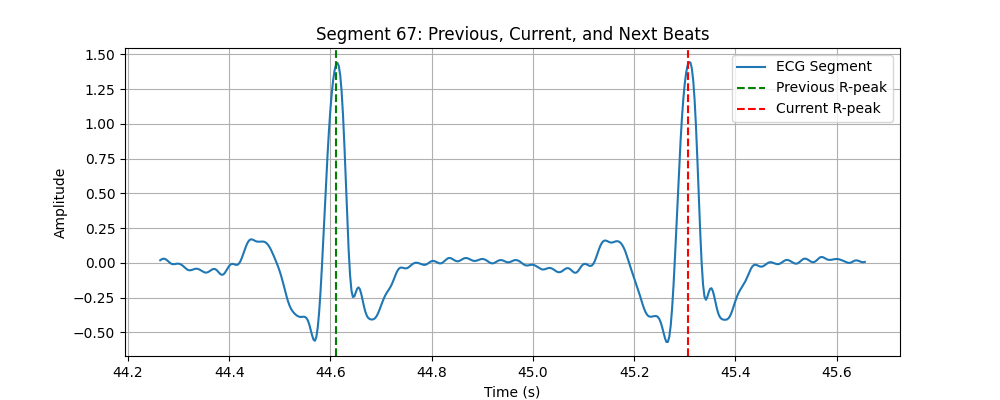 Segment 67: Previous, Current, and Next Beats
1.50
1.25
1.00
0.75
0.50
0.25
0.00
−0.25
−0.50
Amplitude
ECG Segment
Previous R-peak
Current R-peak
44.2 44.4 44.6 44.8 45.0 45.2 45.4 45.6
Time (s)